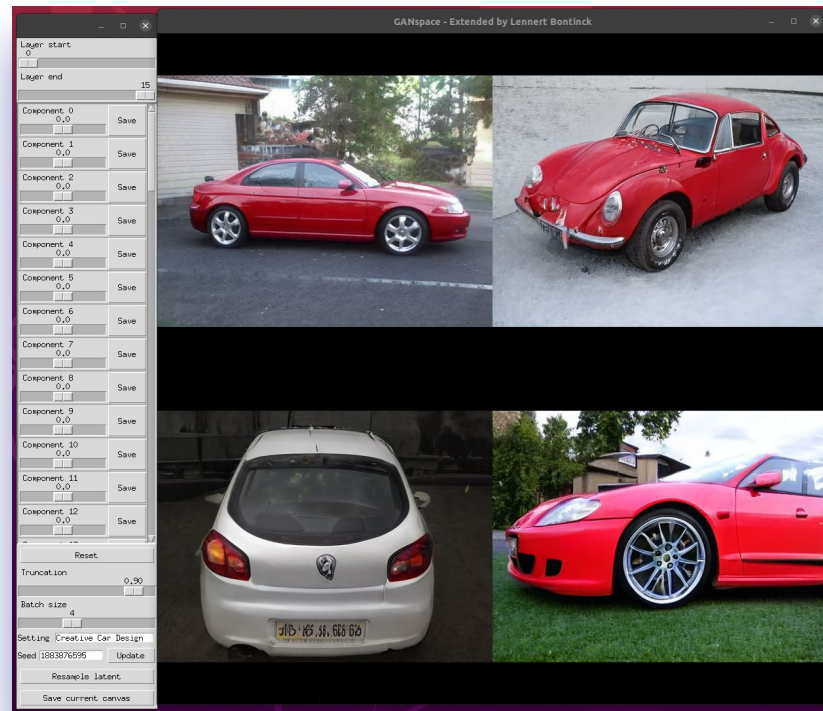 GANspace - Extended by Lennert Bontinck
Layer start
0
Layer end
15
Component 0
0.0
Save
Component 1
0.0
Save
Component 2
0.0
Save
Component 3
0.0
Save
Component 4
0.0
Save
Component 5
0.0
Save
Component 6
0.0
Save
Component 7
0.0
Save
Component 8
0.0
Save
Component 9
0.0
Save
Component 10
0.0
Save
Component 11
0.0
Save
Component 12
0.0
Save
Reset
Truncation
0.90
Batch size
4
Setting Creative Car Design
Seed 1883876595 Update
Resample latent
Save current canvas